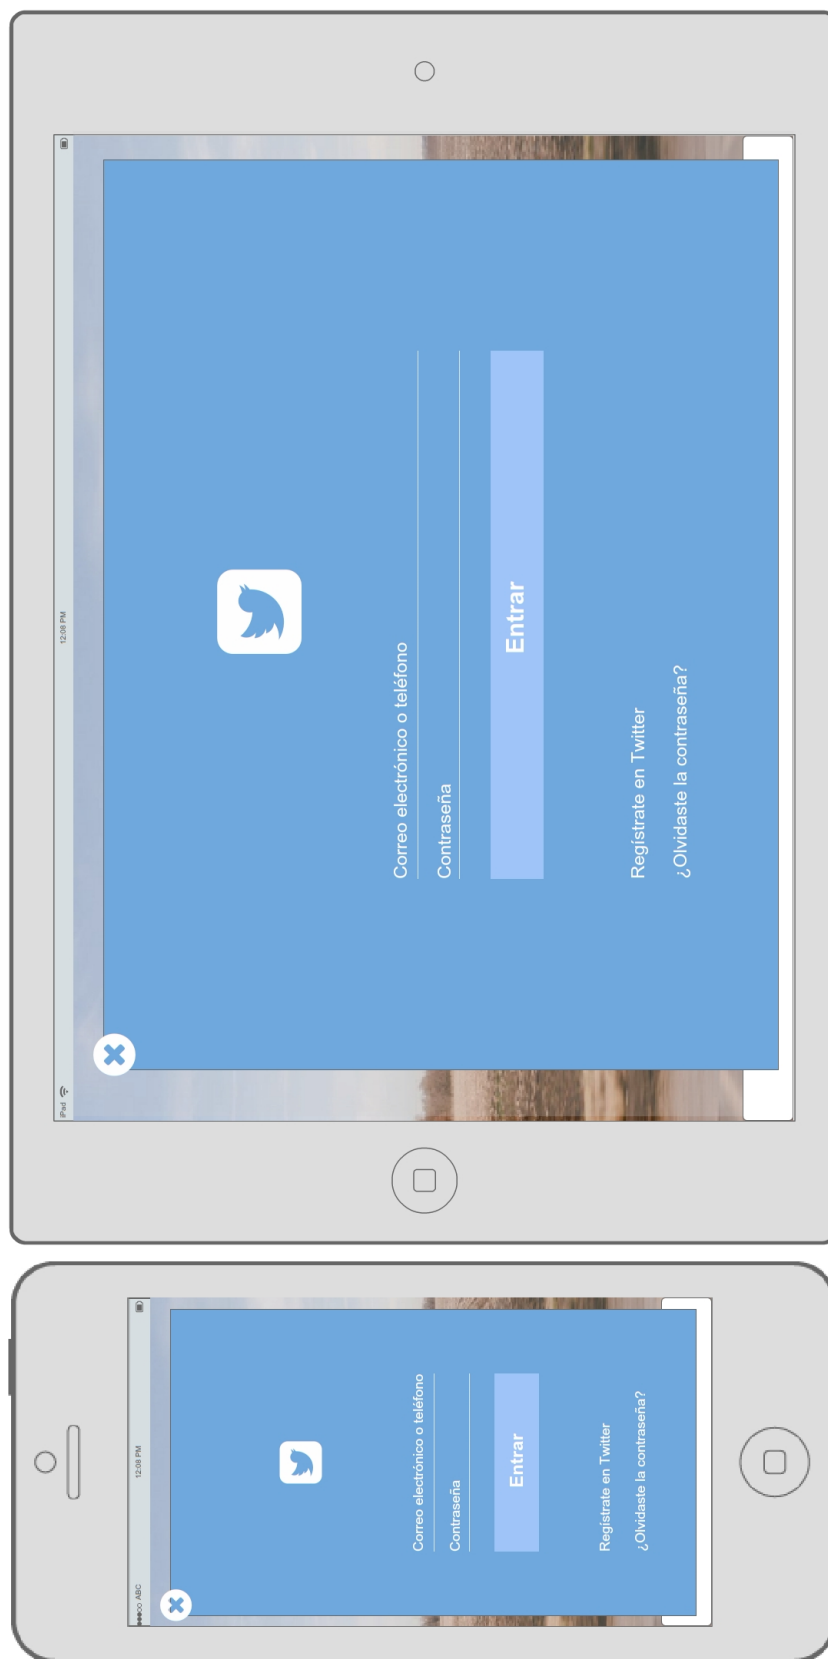 iPad
12:08 PM
Correo electrónico o teléfono
Contraseña
Entrar
Regístrate en Twitter
¿Olvidaste la contraseña?
ABC
12:08 PM
Correo electrónico o teléfono
Contraseña
Entrar
Regístrate en Twitter
¿Olvidaste la contraseña?